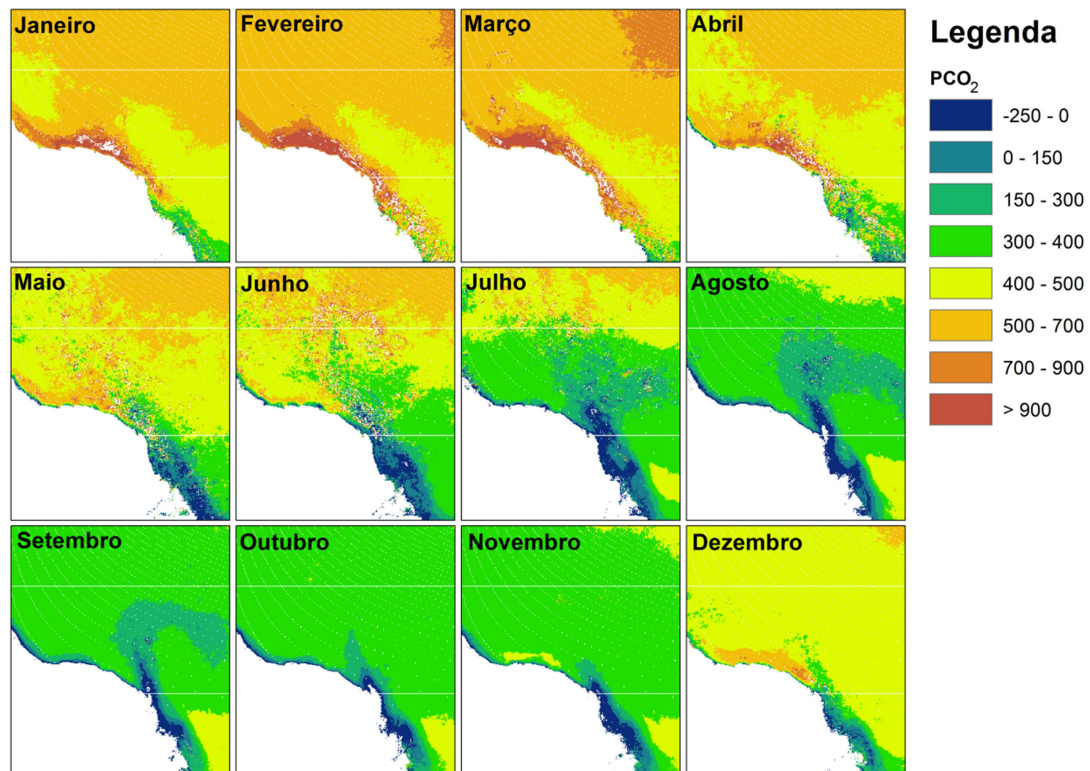 Janeiro
Fevereiro
Março
Abril
Maio
Junho
Julho
Agosto
Setembro
Outubro
Novembro
Dezembro
Legenda
PCO2
-250 - 0
0 - 150
150 - 300
300 - 400
400 - 500
500 - 700
700 - 900
> 900